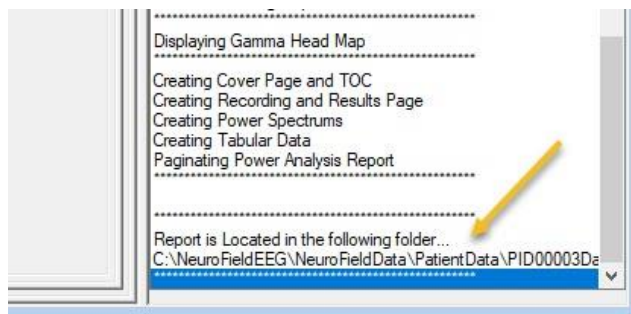 ****************************************************
Displaying Gamma Head Map
****************************************************
Creating Cover Page and TOC
Creating Recording and Results Page
Creating Power Spectrums
Creating Tabular Data
Paginating Power Analysis Report
****************************************************
****************************************************
Report is Located in the following folder...
C:\NeuroFieldEEG\NeuroFieldData\PatientData\PID00003Da
****************************************************